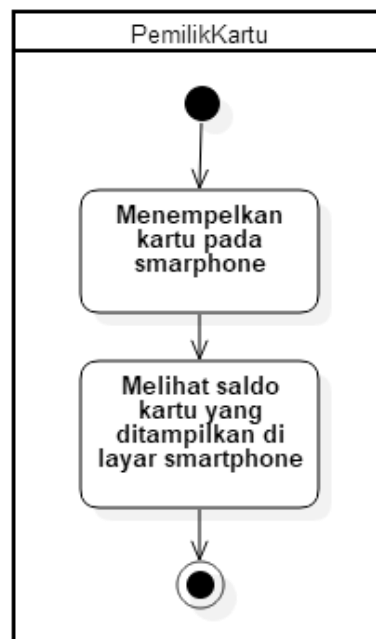 PemilikKartu
Menempelkan
kartu pada
smarphone
Melihat saldo
kartu yang
ditampilkan di
layar smartphone